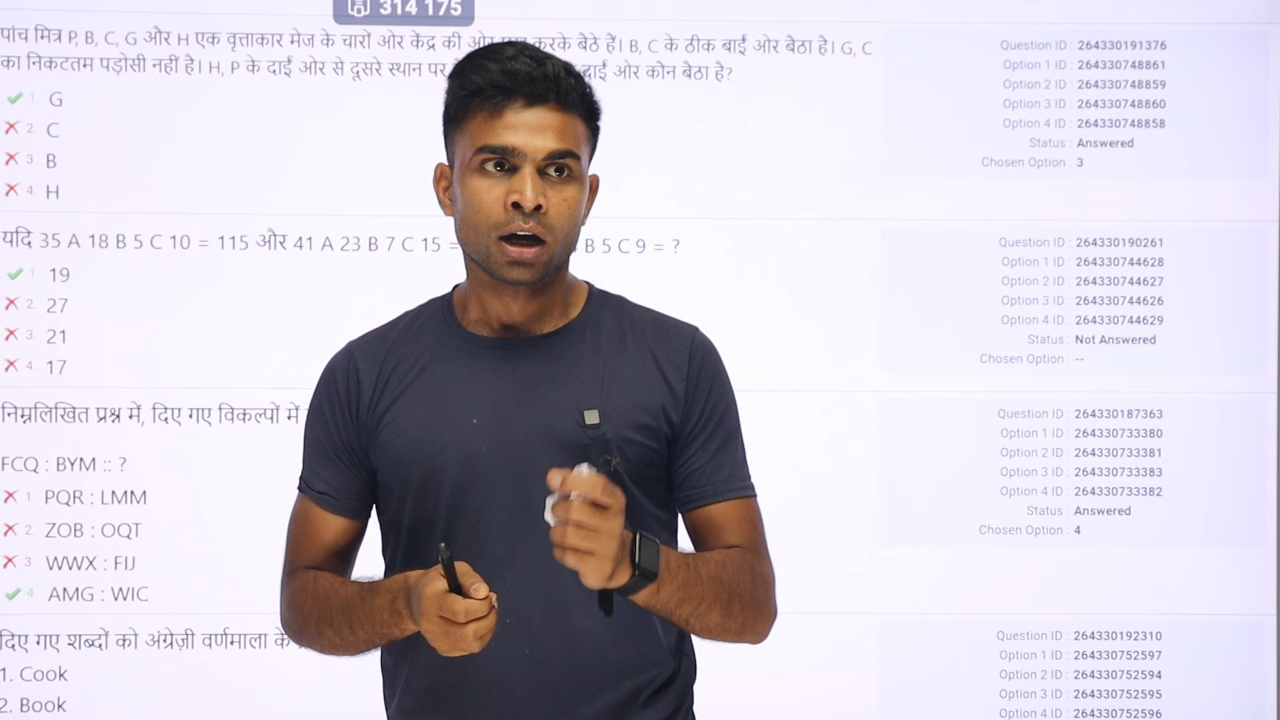 314 175
पांच मित्र P, B, C, G और H एक वृत्ताकार मेज के चारों ओर केंद्र की ओर करके बेठे हैं। B, C के ठीक बाईं ओर बैठा है। G, C
का निकटतम पड़ोसी नहीं है। H, P के दाईं ओर से दूसरे स्थान पर दाईं ओर कौन बैठा है?
1. G
2. C
3. B
4. H
Question ID : 264330191376
Option 1 ID : 264330748861
Option 2 ID : 264330748859
Option 3 ID : 264330748860
Option 4 ID : 264330748858
Status : Answered
Chosen Option : 3
यदि 35 A 18 B 5 C 10 = 115 और 41 A 23 B 7 C 15 = B 5 C 9 = ?
1. 19
2. 27
3. 21
4. 17
Question ID : 264330190261
Option 1 ID : 264330744628
Option 2 ID : 264330744627
Option 3 ID : 264330744626
Option 4 ID : 264330744629
Status : Not Answered
Chosen Option : --
निम्नलिखित प्रश्न में, दिए गए विकल्पों में
FCQ : BYM :: ?
1. PQR : LMM
2. ZOB : OQT
3. WWX : FIJ
4. AMG : WIC
Question ID : 264330187363
Option 1 ID : 264330733380
Option 2 ID : 264330733381
Option 3 ID : 264330733383
Option 4 ID : 264330733382
Status : Answered
Chosen Option : 4
दिए गए शब्दों को अंग्रेज़ी वर्णमाला के
1. Cook
2. Book
Question ID : 264330192310
Option 1 ID : 264330752597
Option 2 ID : 264330752594
Option 3 ID : 264330752595
Option 4 ID : 264330752596